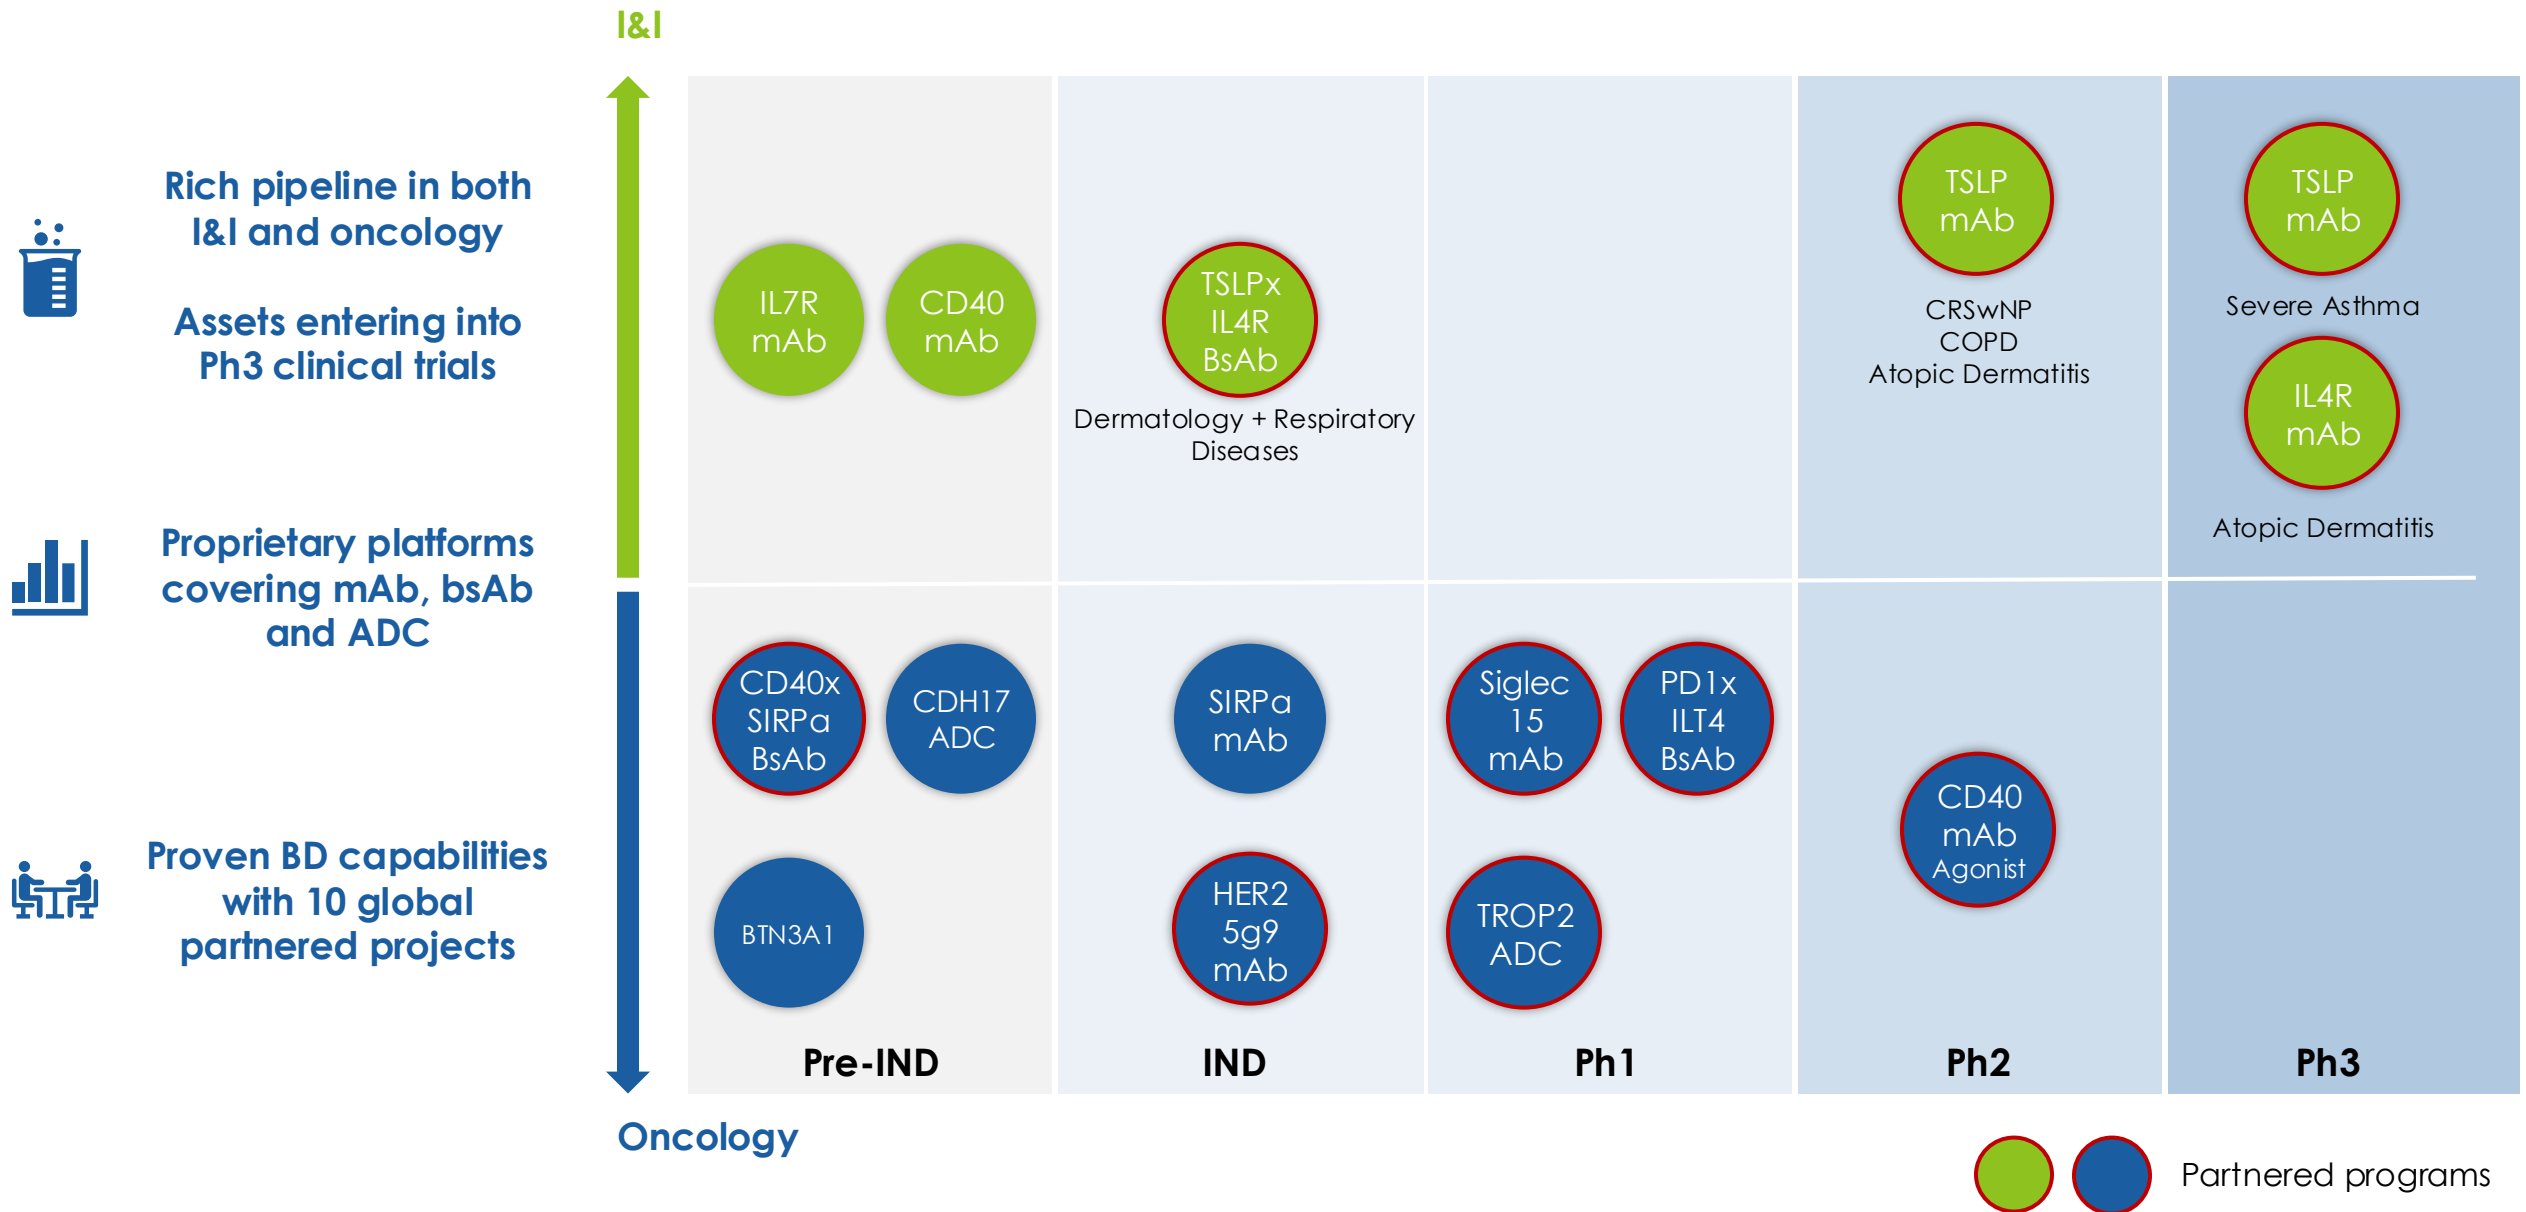 I&I
Rich pipeline in both
I&I and oncology
Assets entering into
Ph3 clinical trials
Proprietary platforms
covering mAb, bsAb
and ADC
Proven BD capabilities
with 10 global
partnered projects
IL7R
mAb
CD40
mAb
TSLPx
IL4R
BsAb
Dermatology + Respiratory
Diseases
TSLP
mAb
CRSwNP
COPD
Atopic Dermatitis
TSLP
mAb
Severe Asthma
IL4R
mAb
Atopic Dermatitis
CD40x
SIRPa
BsAb
CDH17
ADC
BTN3A1
SIRPa
mAb
HER2
5g9
mAb
Siglec
15
mAb
PD1x
ILT4
BsAb
TROP2
ADC
CD40
mAb
Agonist
Pre-IND
IND
Ph1
Ph2
Ph3
Oncology
Partnered programs